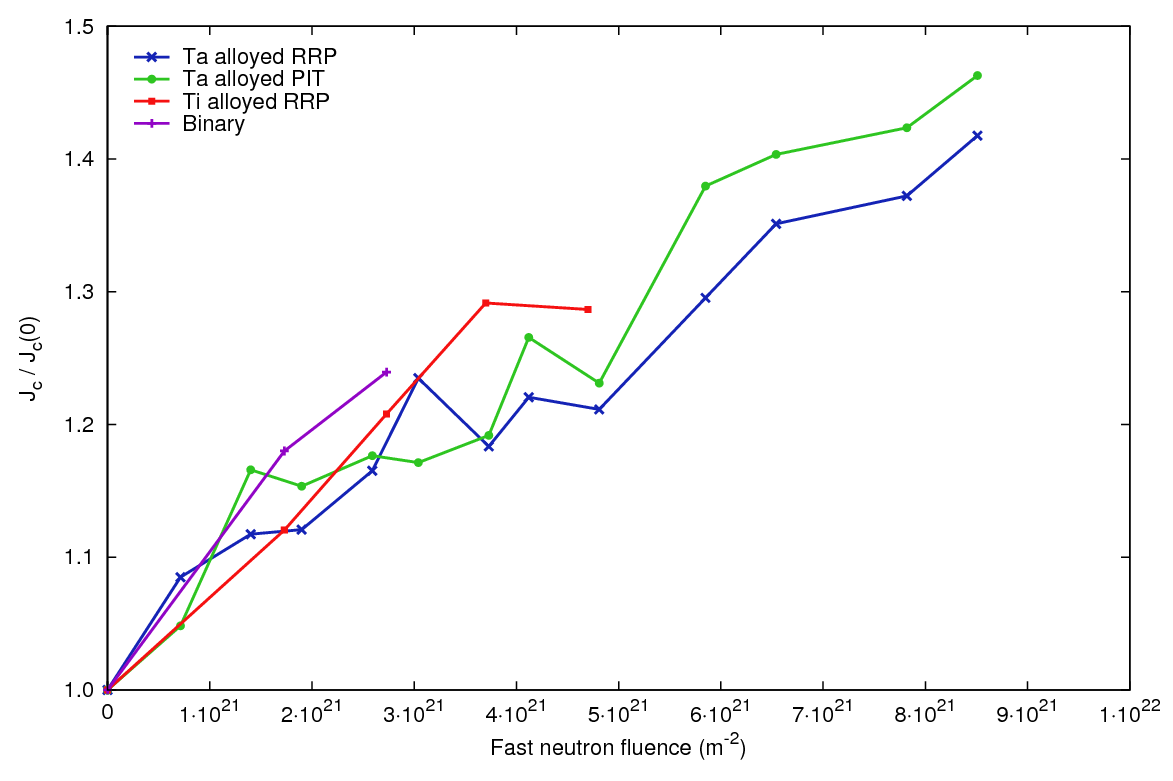 1.5
Ta alloyed RRP
Ta alloyed PIT
Ti alloyed RRP
Binary
1.4
1.3
1.2
1.1
1.0
J_c / J_c(0)
0 1·10^21 2·10^21 3·10^21 4·10^21 5·10^21 6·10^21 7·10^21 8·10^21 9·10^21 1·10^22
Fast neutron fluence (m^-2)